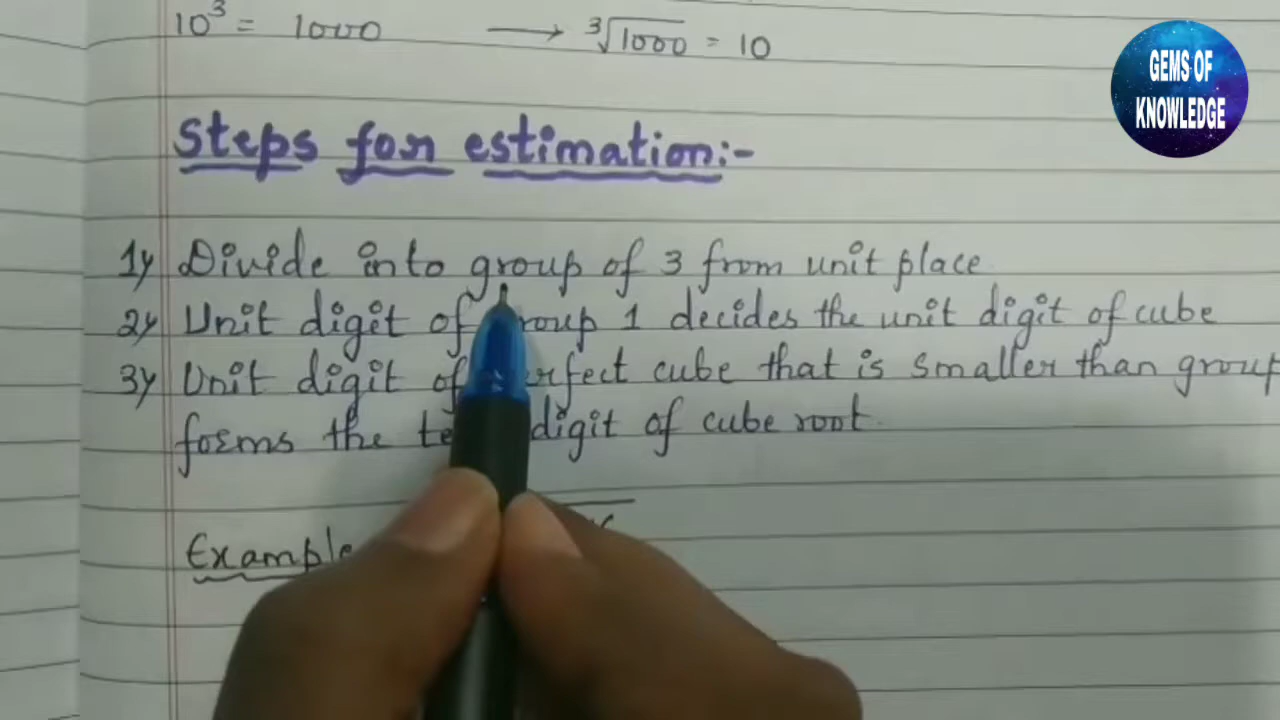 10³ = 1000 → ³√1000 = 10
GEMS OF
KNOWLEDGE
Steps for estimation:-
1) Divide into group of 3 from unit place
2) Unit digit of group 1 decides the unit digit of cube
3) Unit digit of perfect cube that is smaller than group
forms the digit of cube root.
Example